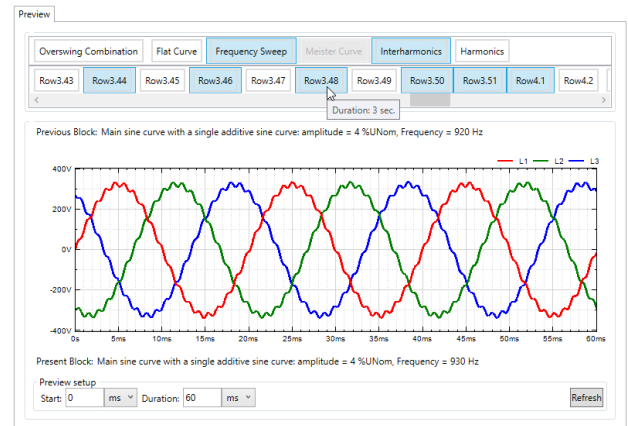 Preview
Overswing Combination Flat Curve Frequency Sweep Meister Curve Interharmonics Harmonics
Row3.43 Row3.44 Row3.45 Row3.46 Row3.47 Row3.48 Row3.49 Row3.50 Row3.51 Row4.1 Row4.2
Duration: 3 sec.
Previous Block: Main sine curve with a single additive sine curve: amplitude = 4 %UNom, Frequency = 920 Hz
L1 L2 L3
400V
200V
0V
-200V
-400V
0s 5ms 10ms 15ms 20ms 25ms 30ms 35ms 40ms 45ms 50ms 55ms 60ms
Present Block: Main sine curve with a single additive sine curve: amplitude = 4 %UNom, Frequency = 930 Hz
Preview setup
Start: 0 ms Duration: 60 ms Refresh